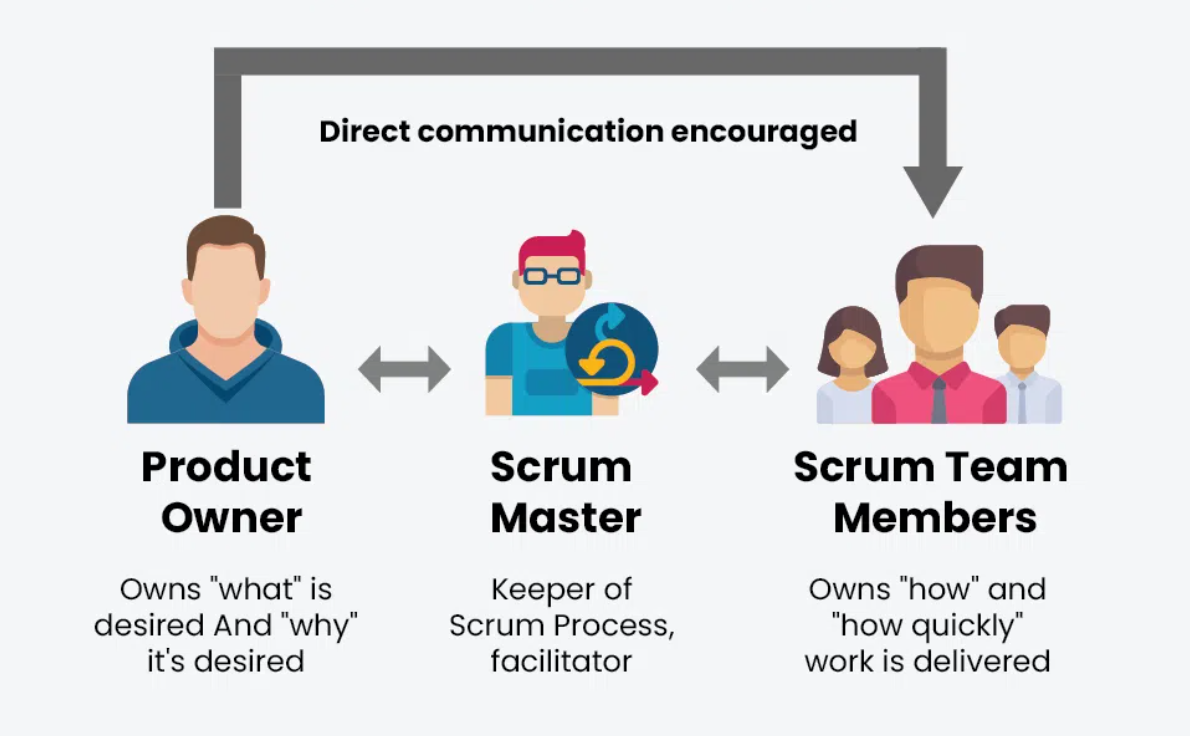 Direct communication encouraged
Product
Owner
Owns "what" is
desired And "why"
it's desired
Scrum
Master
Keeper of
Scrum Process,
facilitator
Scrum Team
Members
Owns "how" and
"how quickly"
work is delivered